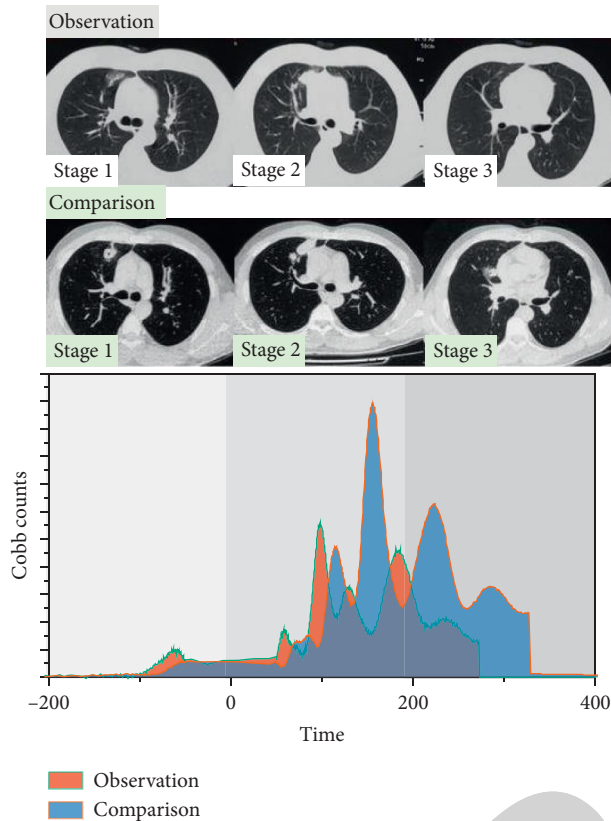 Observation
Stage 1
Stage 2
Stage 3
Comparison
Stage 1
Stage 2
Stage 3
Cobb counts
−200
0
200
400
Time
Observation
Comparison